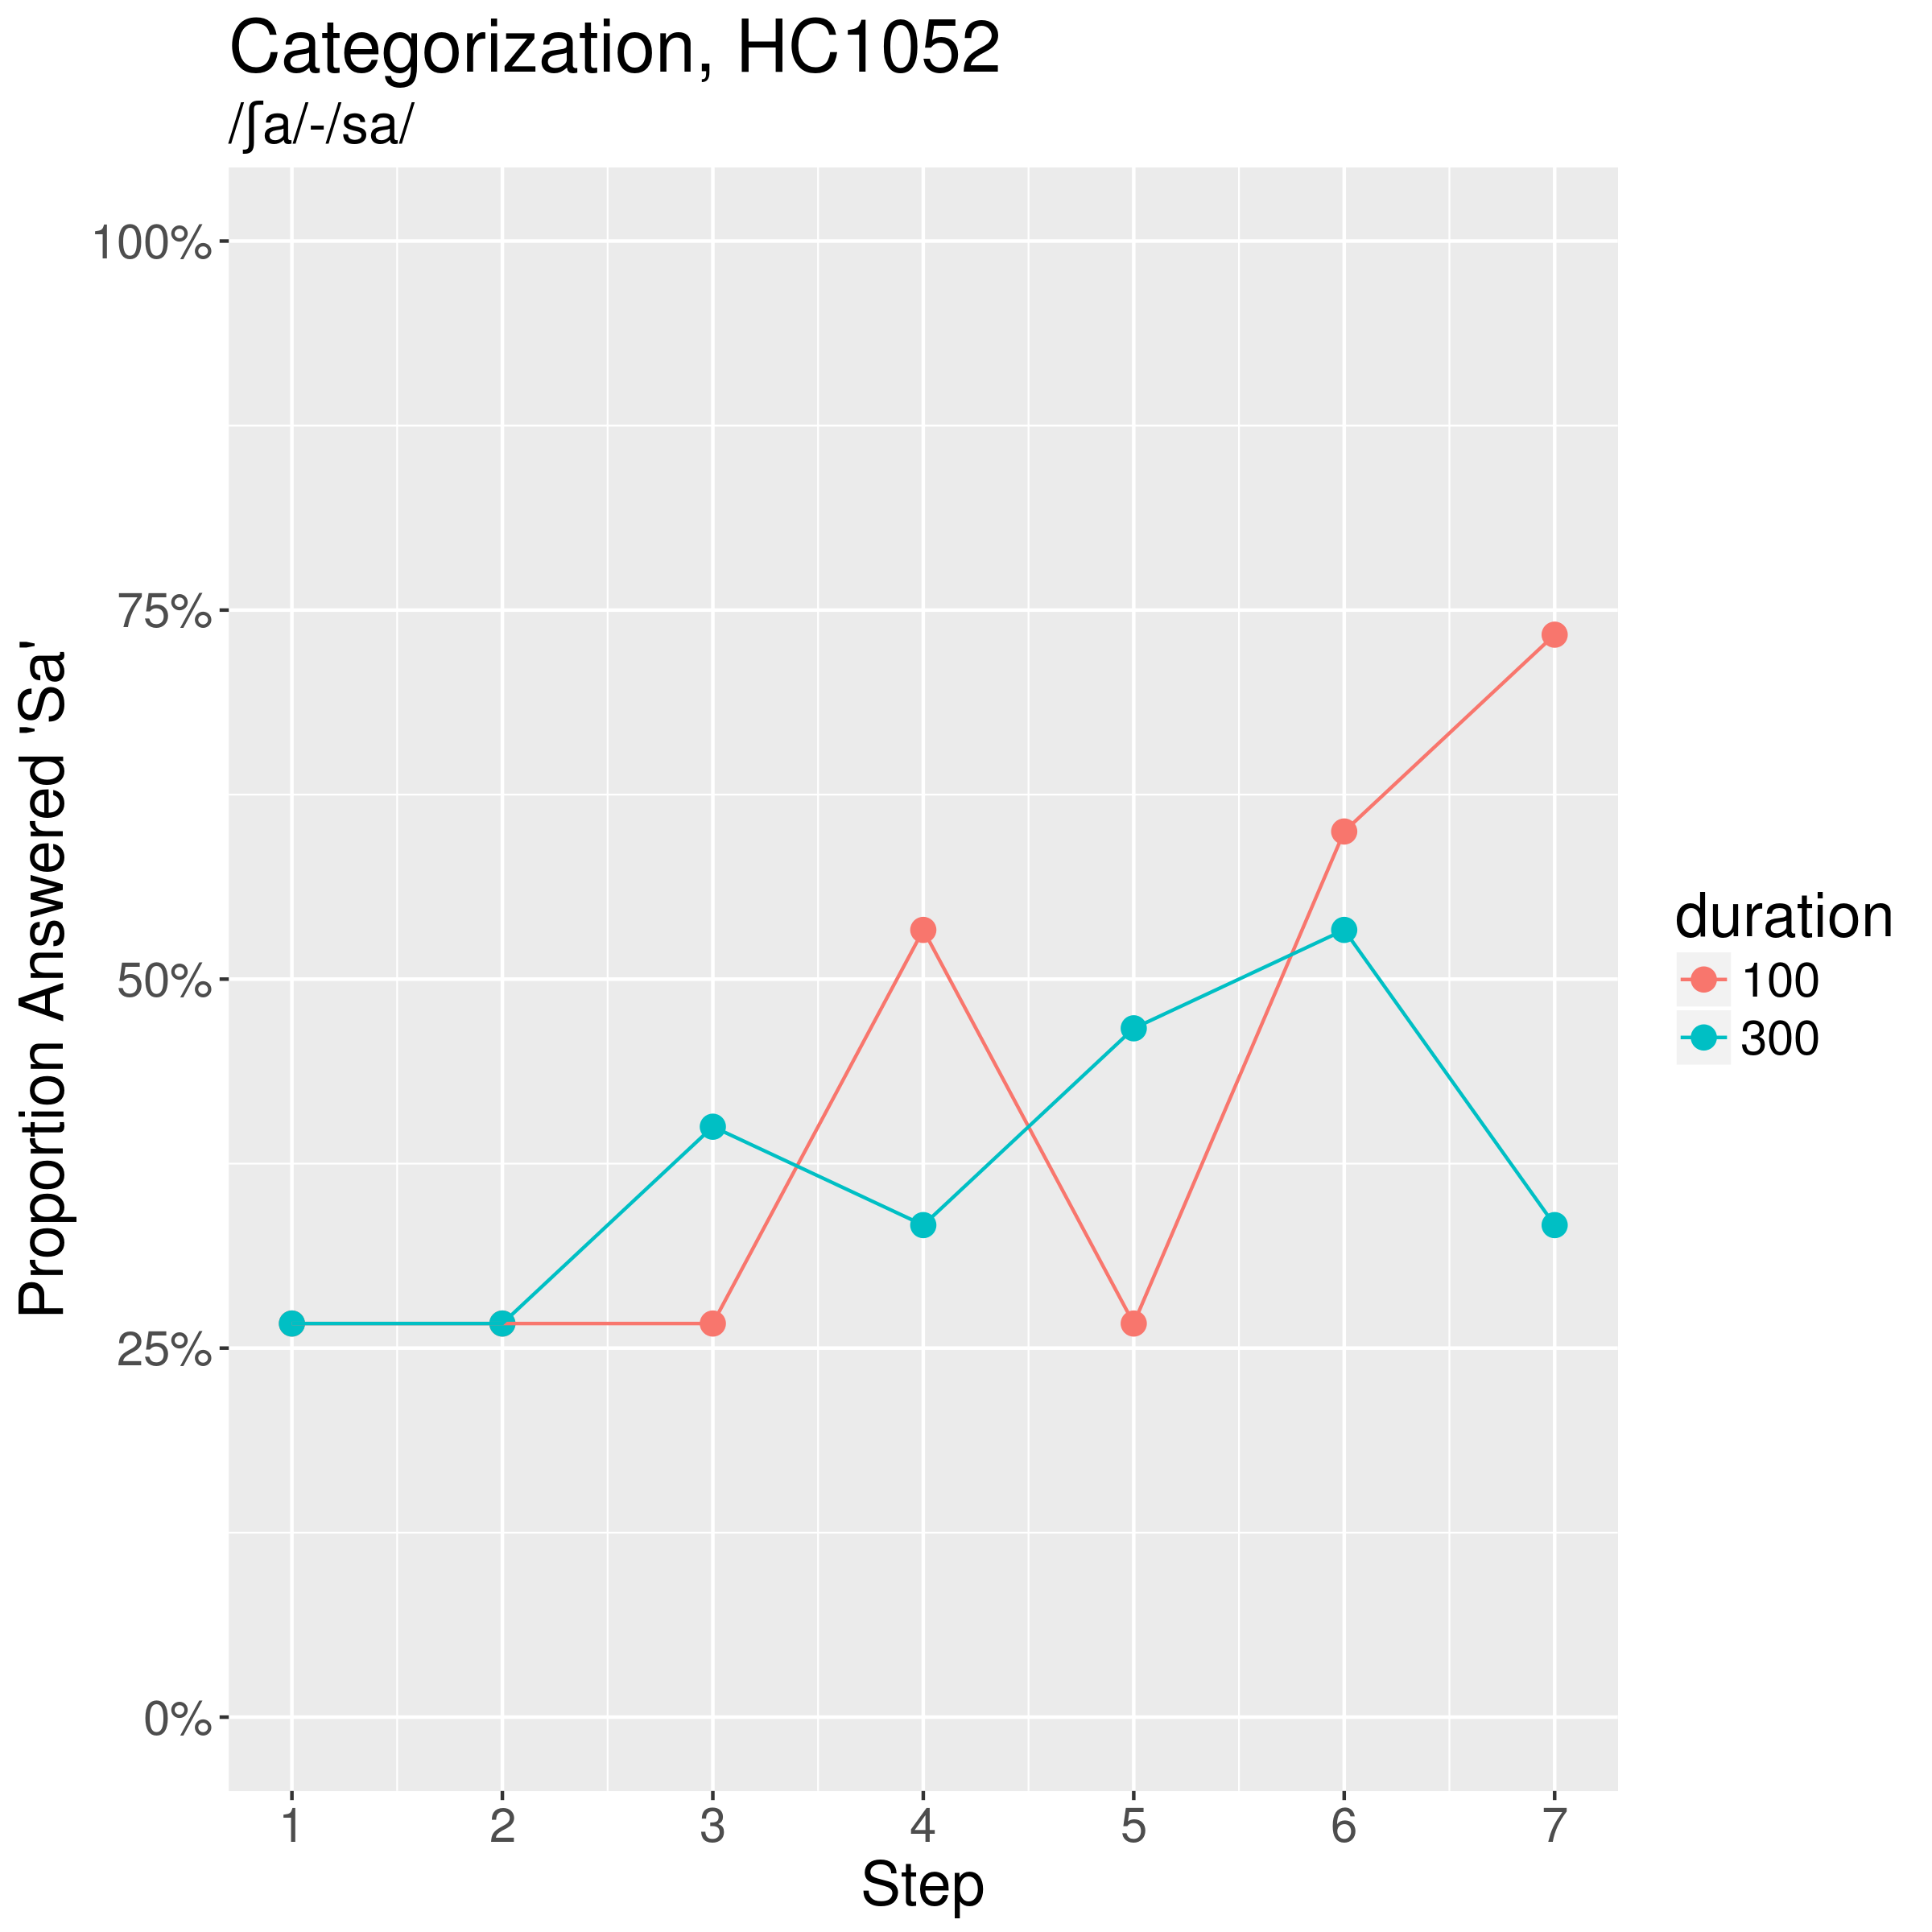 Categorization, HC1052
/ʃa/-/sa/
Proportion Answered 'Sa'
100%
75%
50%
25%
0%
1 2 3 4 5 6 7
Step
duration
100
300